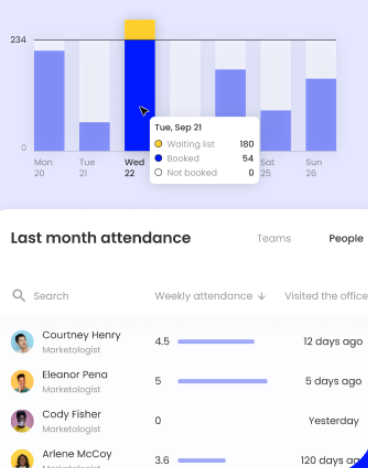 234
0
Mon Tue Wed Sat Sun
20 21 22 25 26
Tue, Sep 21
Waiting list 180
Booked 54
Not booked 0
Last month attendance Teams People
Search Weekly attendance ↓ Visited the office
Courtney Henry
Marketologist
4.5 12 days ago
Eleanor Pena
Marketologist
5 5 days ago
Cody Fisher
Marketologist
0 Yesterday
Arlene McCoy
Marketologist
3.6 120 days ago